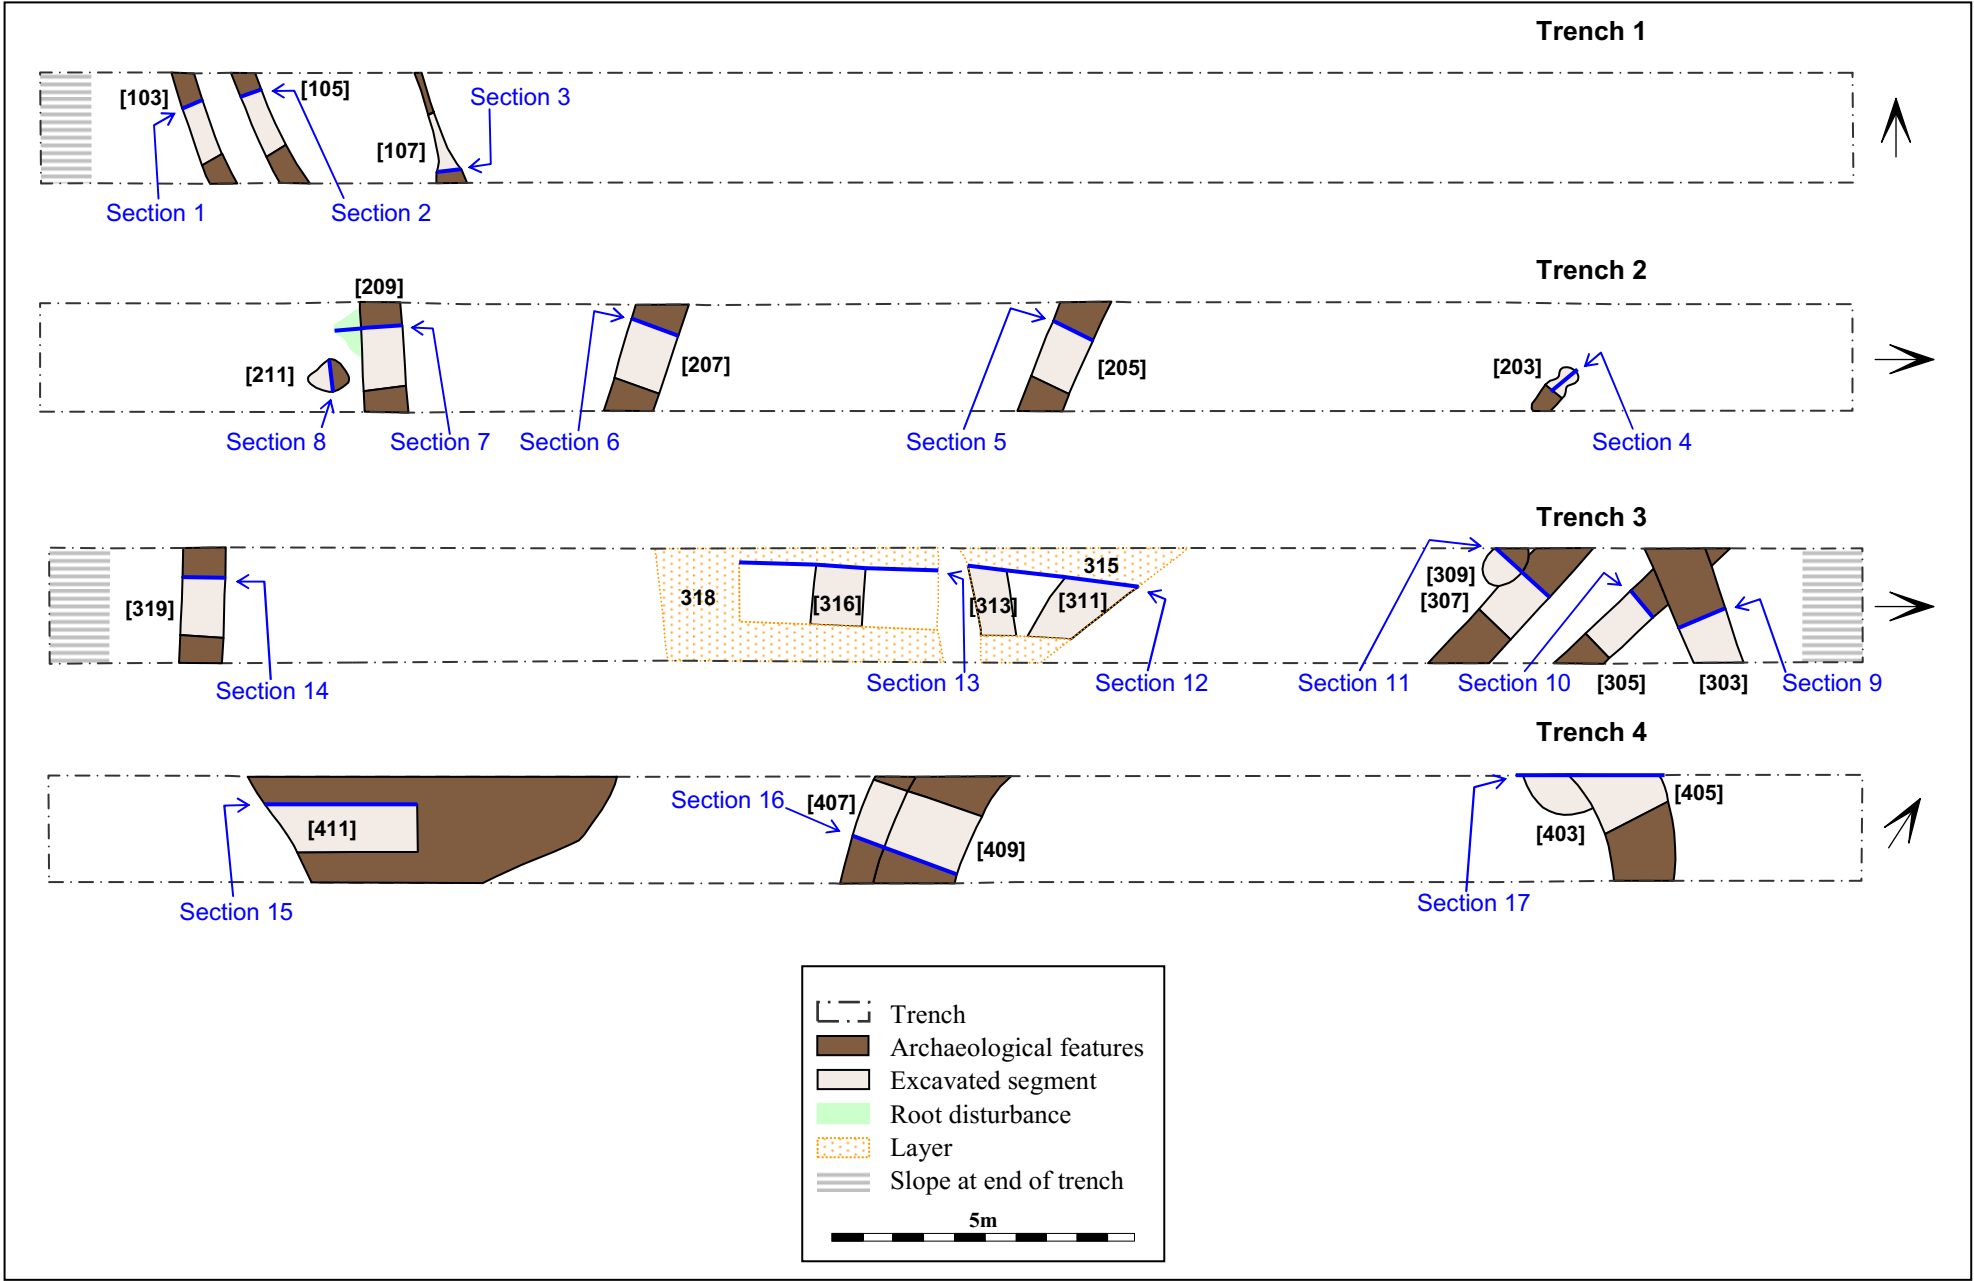 Trench 1
[103]
[105]
Section 3
[107]
Section 1
Section 2
Trench 2
[209]
[211]
[207]
[205]
[203]
Section 8
Section 7
Section 6
Section 5
Section 4
Trench 3
[319]
318
[316]
315
[313]
[311]
[309]
[307]
Section 14
Section 13
Section 12
Section 11
Section 10
[305]
[303]
Section 9
Trench 4
Section 16
[407]
[405]
[411]
[403]
[409]
Section 15
Section 17
Trench
Archaeological features
Excavated segment
Root disturbance
Layer
Slope at end of trench
5m